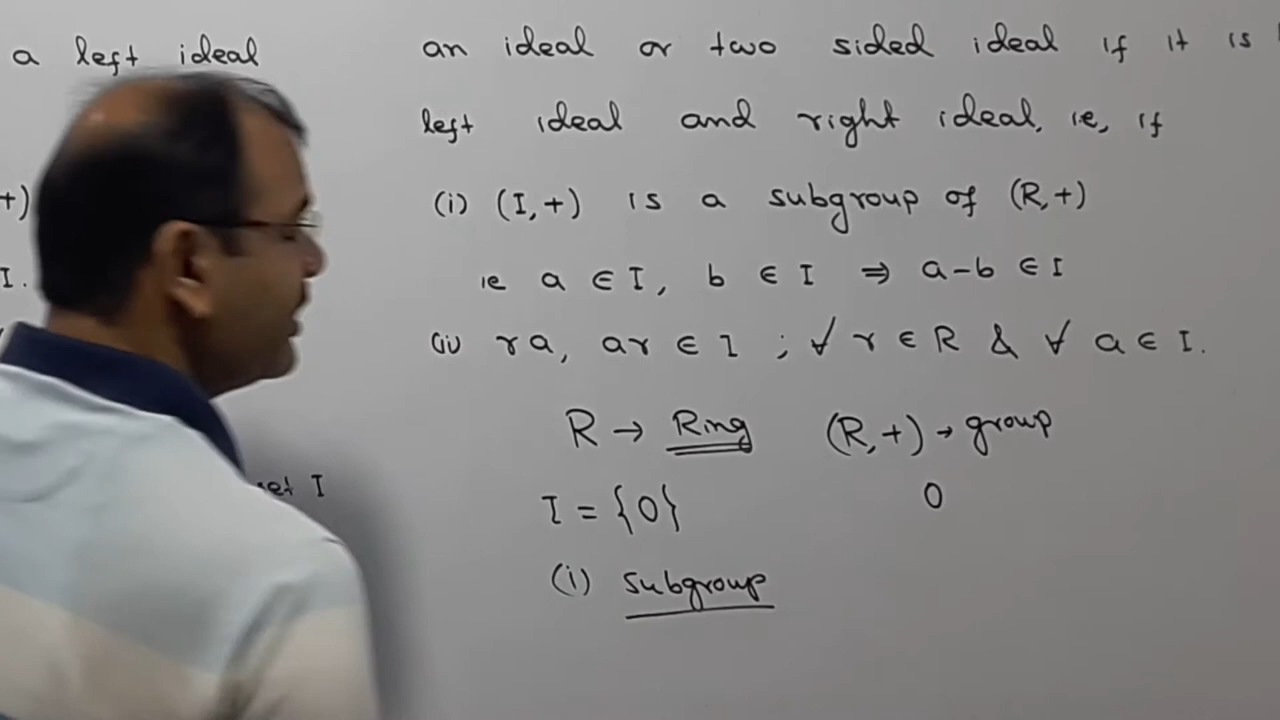 a left ideal
+)
I.
set I
an ideal or two sided ideal if it is
left ideal and right ideal, ie, if
(i) (I,+) is a subgroup of (R,+)
ie a ∈ I, b ∈ I ⇒ a-b ∈ I
(ii) ra, ar ∈ I ; ∀ r ∈ R & ∀ a ∈ I.
R → Ring (R,+) → group
I = {0} 0
(i) subgroup